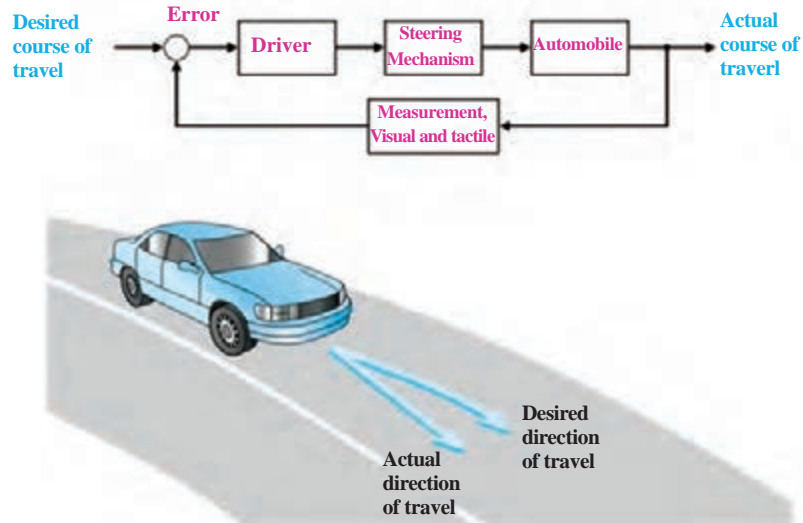 Desired
course of
travel
Error
Driver
Steering
Mechanism
Automobile
Actual
course of
traverl
Measurement,
Visual and tactile
Desired
direction
of travel
Actual
direction
of travel